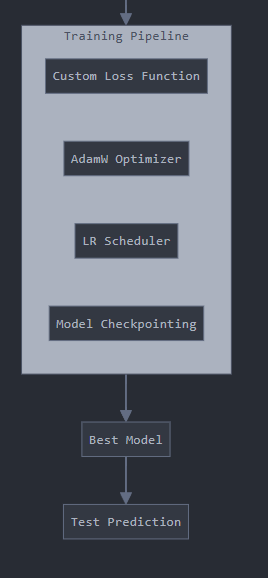 Training Pipeline
Custom Loss Function
AdamW Optimizer
LR Scheduler
Model Checkpointing
Best Model
Test Prediction